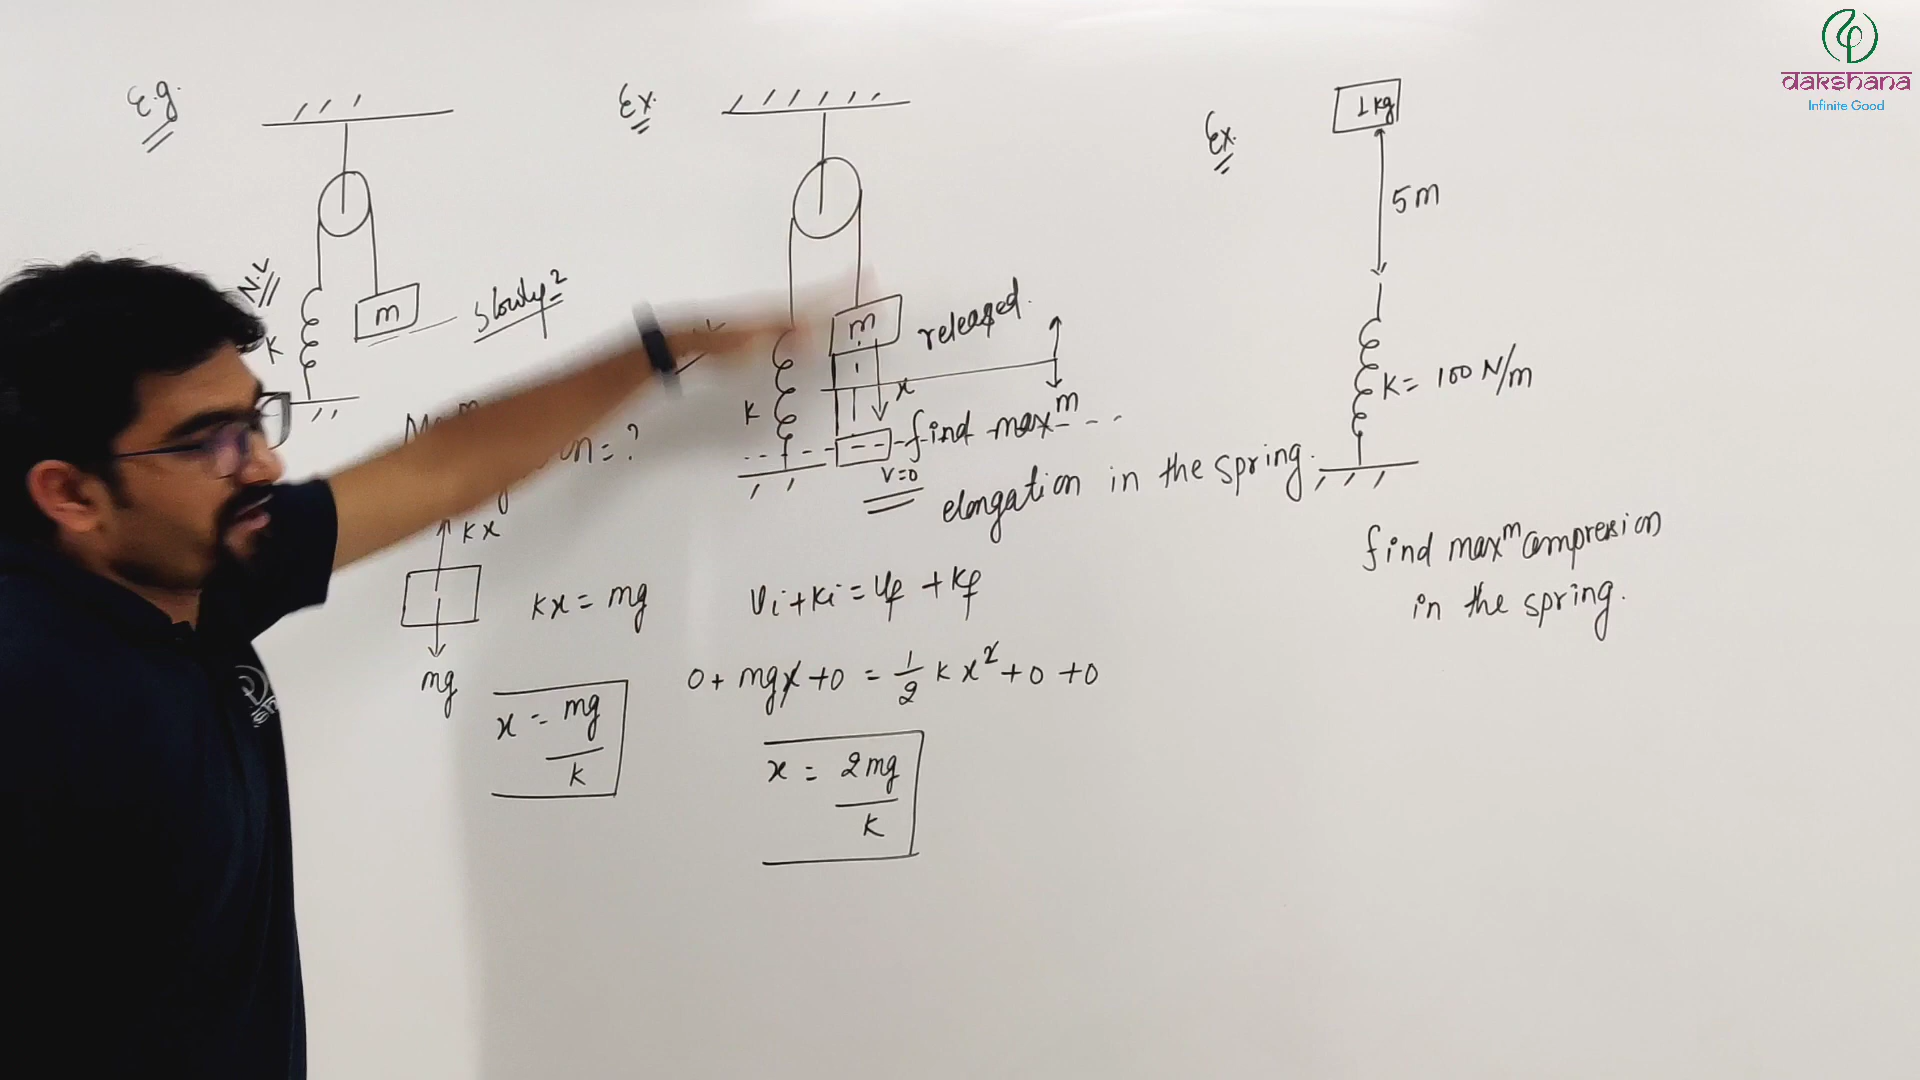 E.g.
N.L
K
m
slowly
= ?
Kx
mg
Kx = mg
x = mg/k
Ex.
m
released.
x
K
v=0
find max^m
elongation in the spring.
Ui + Ki = Uf + Kf
0 + mgx + 0 = 1/2 k x^2 + 0 + 0
x = 2mg/k
Ex.
1 kg
5m
K = 100 N/m
find max^m compression
in the spring.
dakshana
Infinite Good